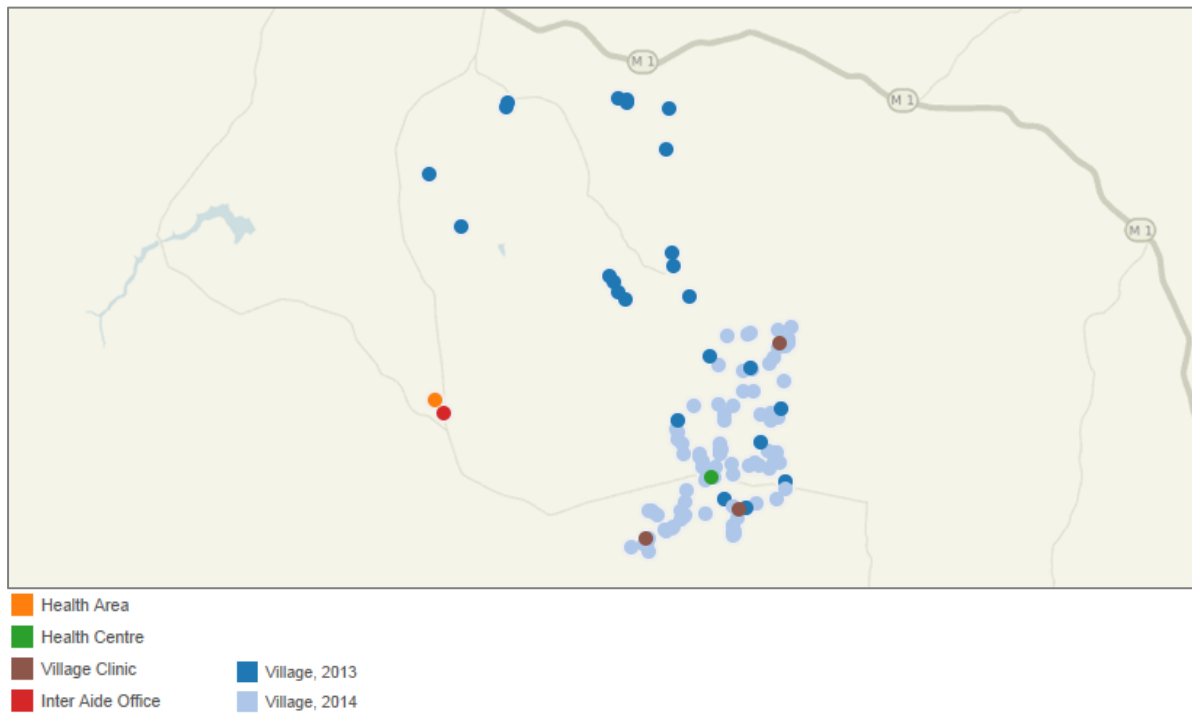 M 1
M 1
M 1
Health Area
Health Centre
Village Clinic
Village, 2013
Inter Aide Office
Village, 2014